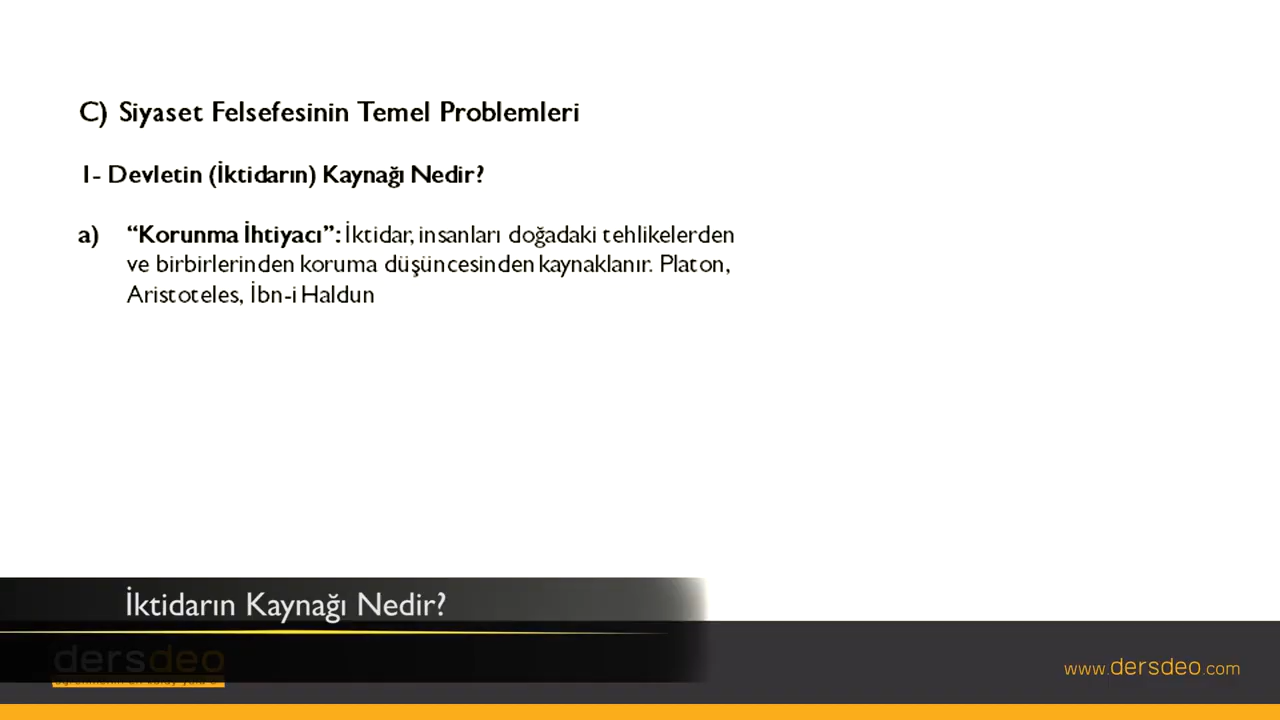 C) Siyaset Felsefesinin Temel Problemleri
1- Devletin (İktidarın) Kaynağı Nedir?
a) “Korunma İhtiyacı”: İktidar, insanları doğadaki tehlikelerden
ve birbirlerinden koruma düşüncesinden kaynaklanır. Platon,
Aristoteles, İbn-i Haldun
İktidarın Kaynağı Nedir?
dersdeo
www.dersdeo.com